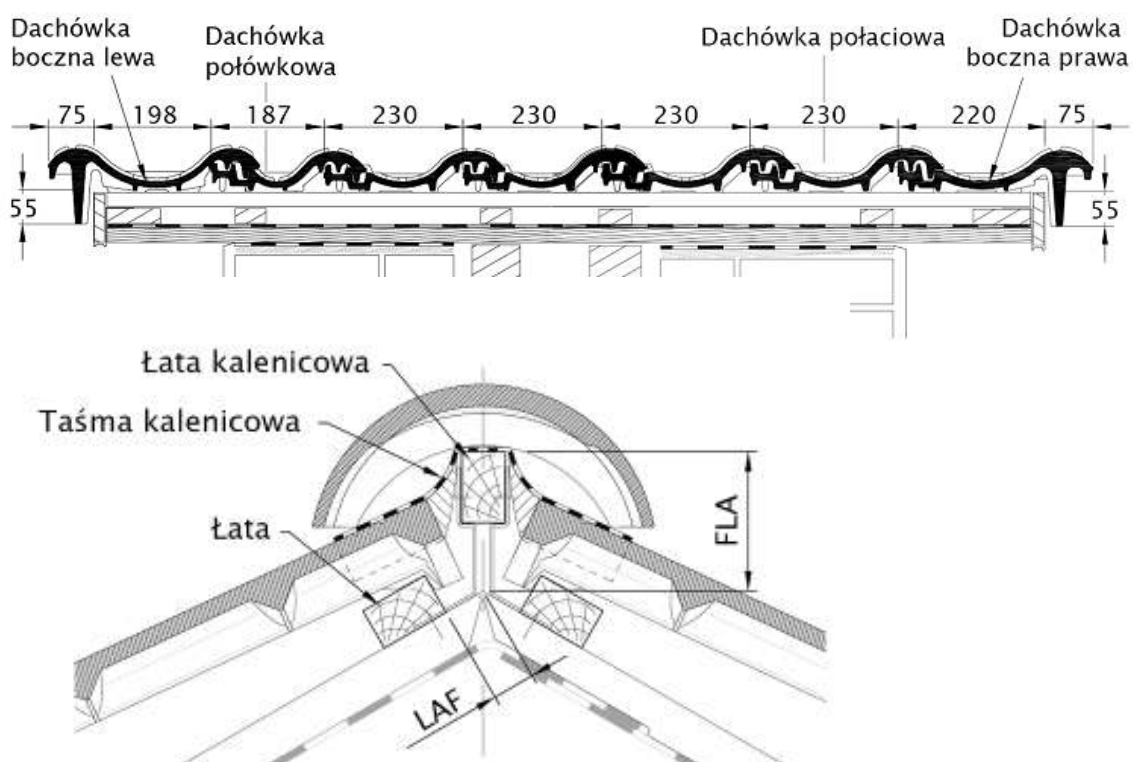 Dachówka
boczna lewa
Dachówka
połówkowa
Dachówka połaciowa
Dachówka
boczna prawa
75 198 187 230 230 230 230 220 75
55 55
Łata kalenicowa
Taśma kalenicowa
Łata
FLA
LAF